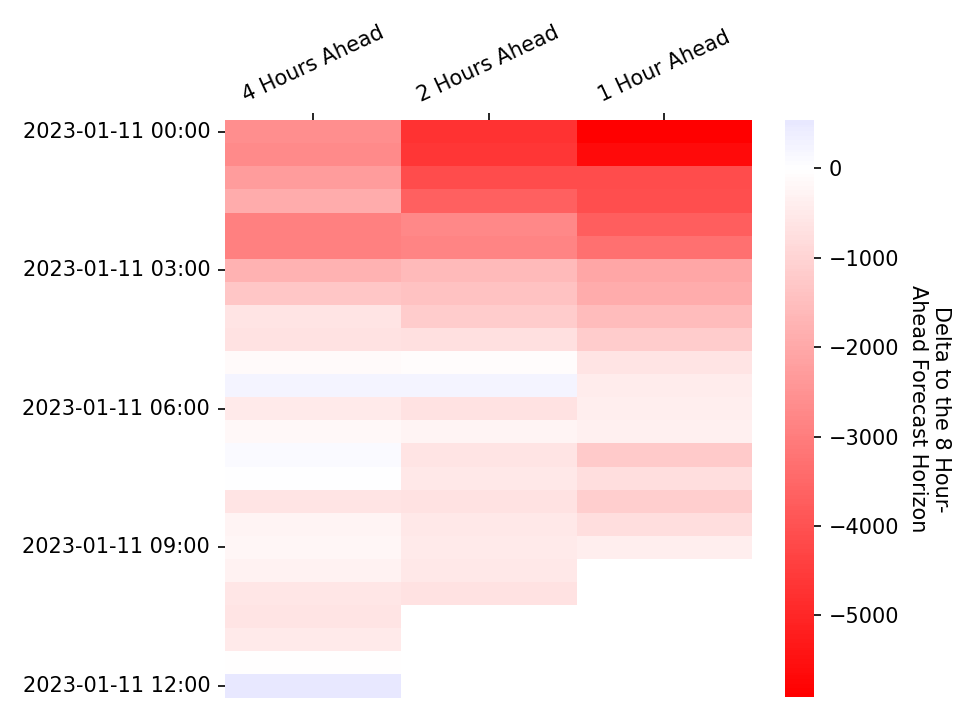 4 Hours Ahead
2 Hours Ahead
1 Hour Ahead
2023-01-11 00:00
2023-01-11 03:00
2023-01-11 06:00
2023-01-11 09:00
2023-01-11 12:00
0
−1000
−2000
−3000
−4000
−5000
Delta to the 8 Hour-
Ahead Forecast Horizon